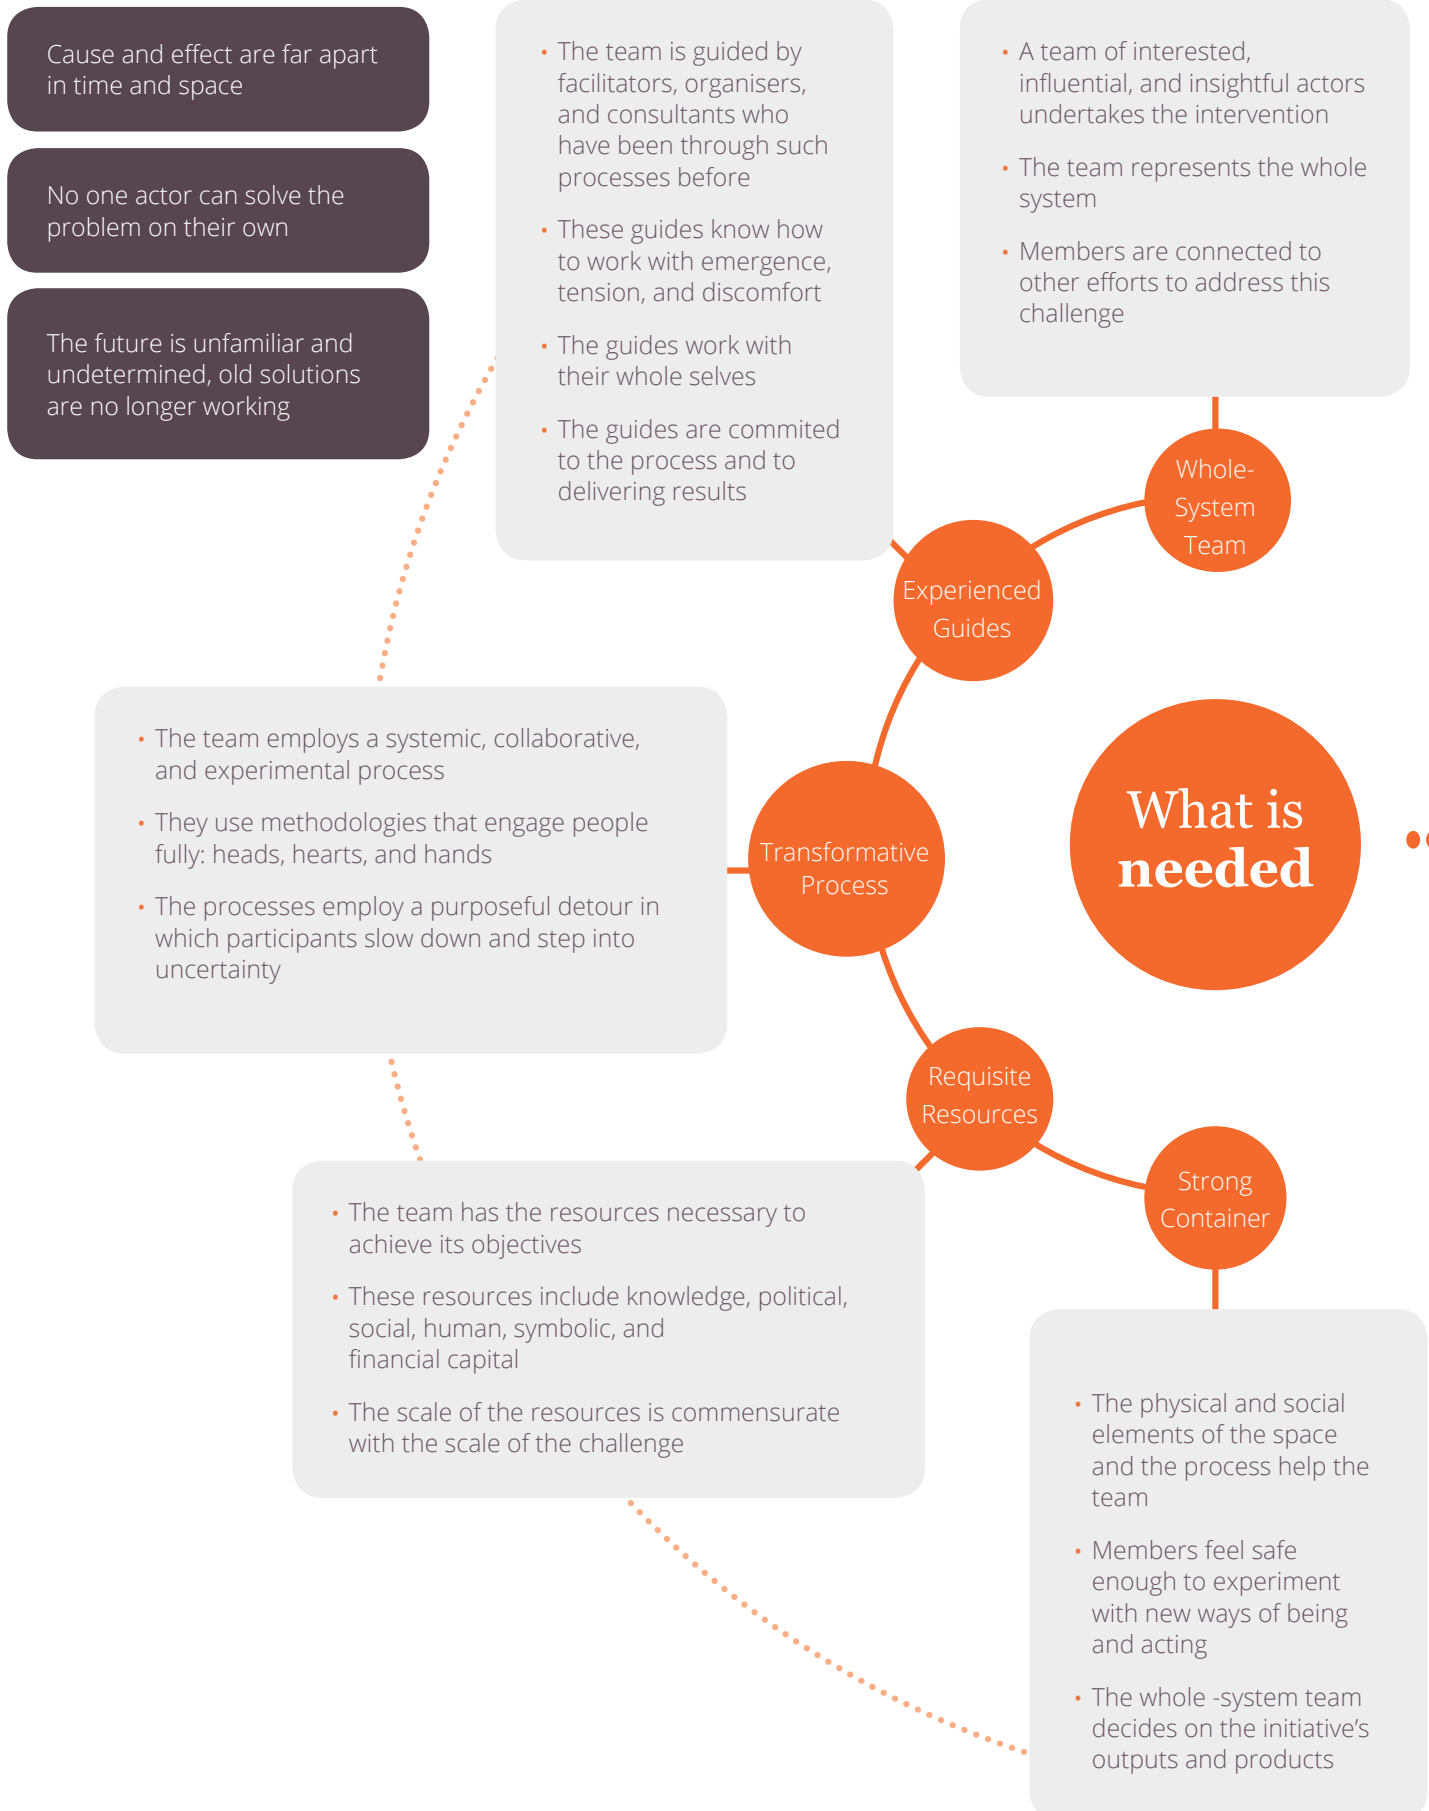 Cause and effect are far apart
in time and space
No one actor can solve the
problem on their own
The future is unfamiliar and
undetermined, old solutions
are no longer working
• The team is guided by
facilitators, organisers,
and consultants who
have been through such
processes before
• These guides know how
to work with emergence,
tension, and discomfort
• The guides work with
their whole selves
• The guides are commited
to the process and to
delivering results
• A team of interested,
influential, and insightful actors
undertakes the intervention
• The team represents the whole
system
• Members are connected to
other efforts to address this
challenge
Whole-
System
Team
Experienced
Guides
• The team employs a systemic, collaborative,
and experimental process
• They use methodologies that engage people
fully: heads, hearts, and hands
• The processes employ a purposeful detour in
which participants slow down and step into
uncertainty
Transformative
Process
What is
needed
Requisite
Resources
• The team has the resources necessary to
achieve its objectives
• These resources include knowledge, political,
social, human, symbolic, and
financial capital
• The scale of the resources is commensurate
with the scale of the challenge
Strong
Container
• The physical and social
elements of the space
and the process help the
team
• Members feel safe
enough to experiment
with new ways of being
and acting
• The whole -system team
decides on the initiative’s
outputs and products